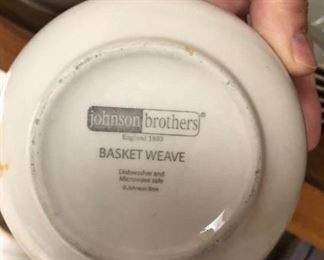 johnson brothers®
England 1883
BASKET WEAVE
Dishwasher and
Microwave safe
©Johnson Bros